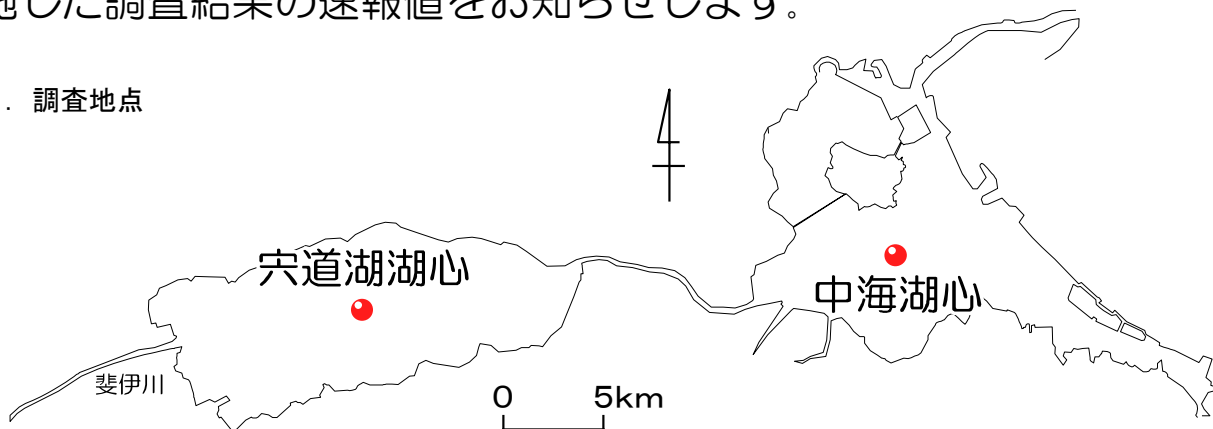 施した調査結果の速報値をお知らせします。
．調査地点
宍道湖湖心
中海湖心
斐伊川
0 5km